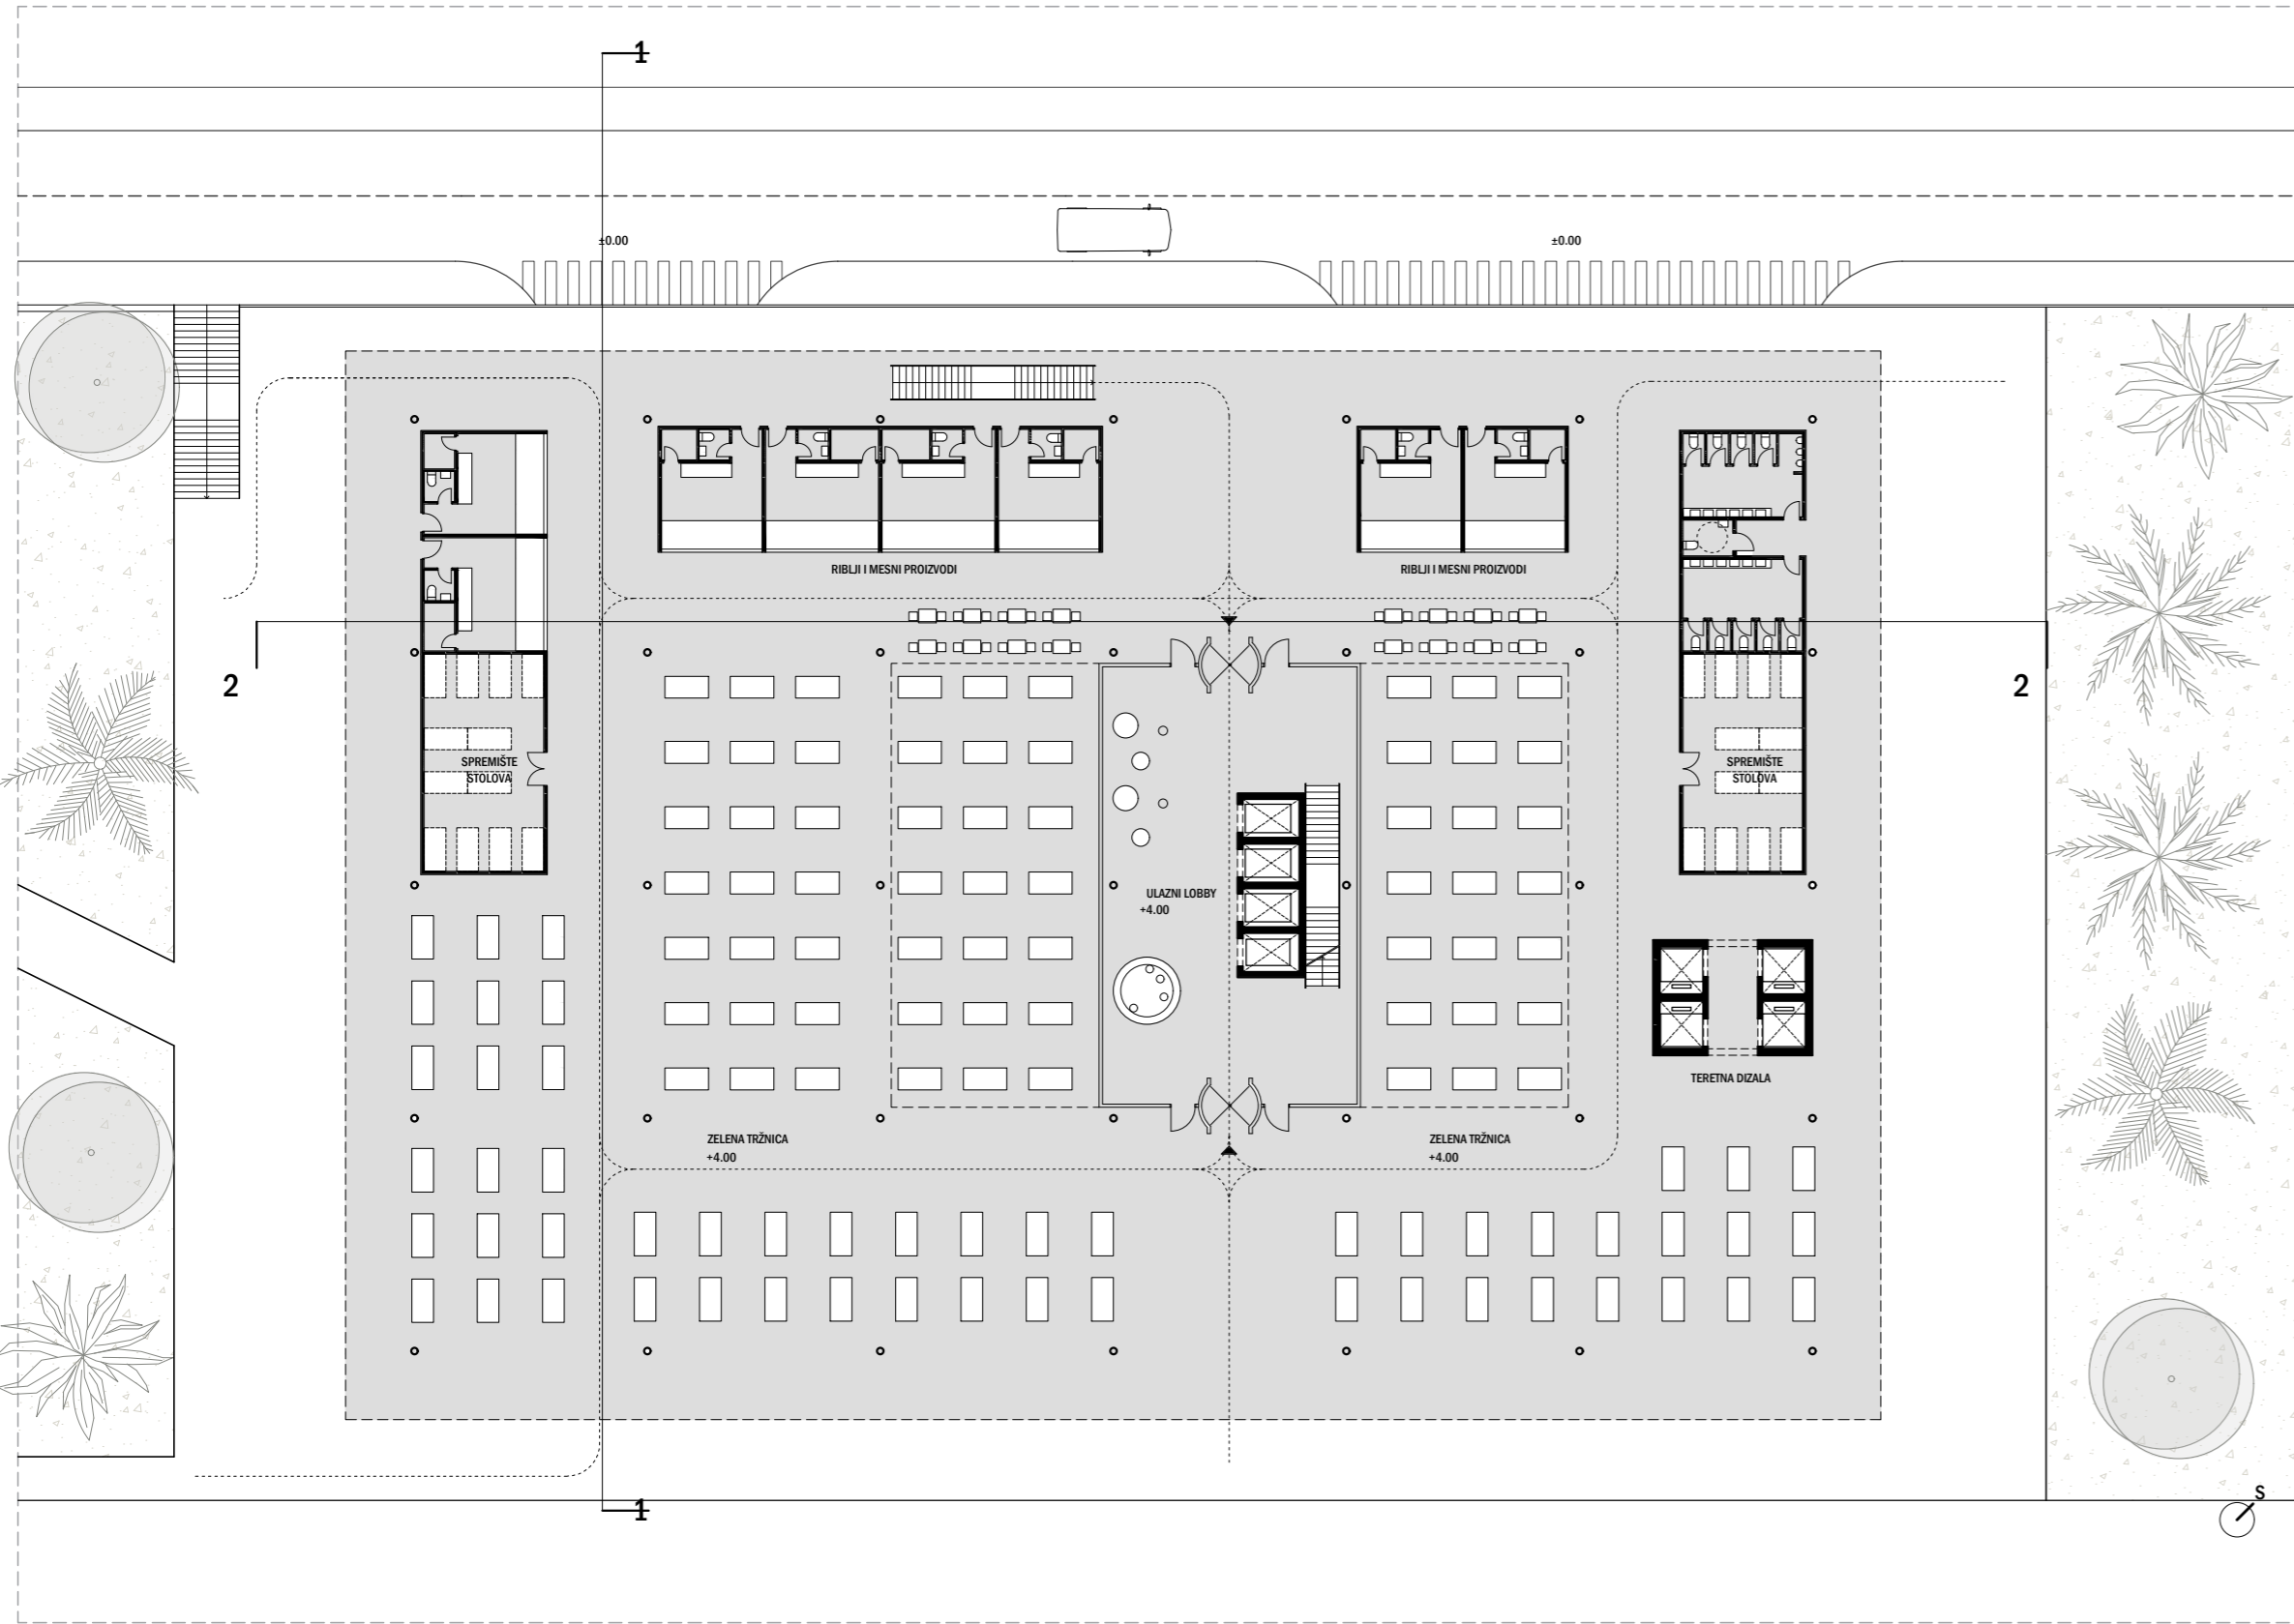 1
±0.00
±0.00
RIBLJI I MESNI PROIZVODI
RIBLJI I MESNI PROIZVODI
2
2
SPREMIŠTE
STOLOVA
SPREMIŠTE
STOLOVA
ULAZNI LOBBY
+4.00
TERETNA DIZALA
ZELENA TRŽNICA
+4.00
ZELENA TRŽNICA
+4.00
S
1